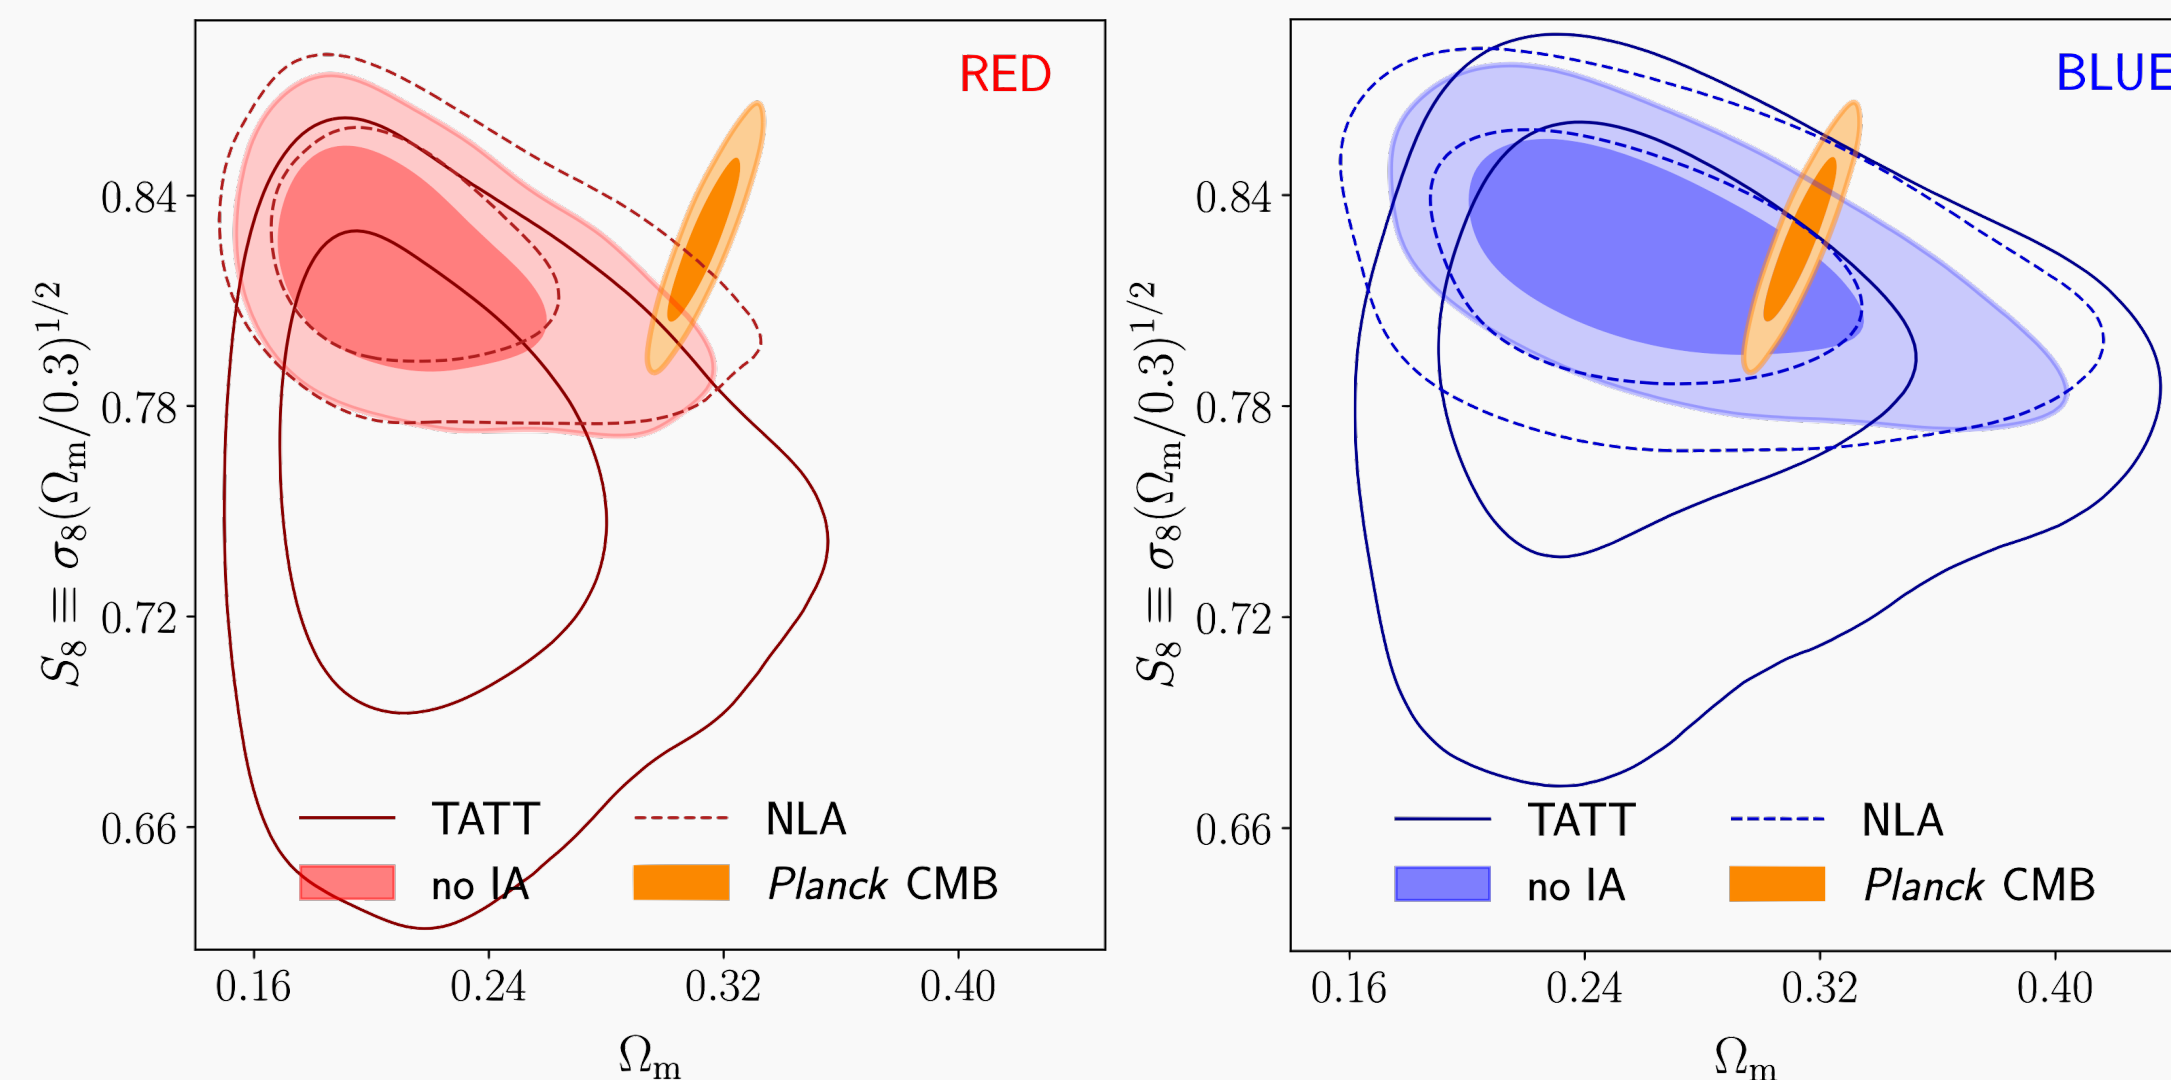 RED
0.84
0.78
0.72
0.66
S₈ ≡ σ₈(Ωₘ/0.3)^1/2
TATT
NLA
no IA
Planck CMB
0.16 0.24 0.32 0.40
Ωₘ
BLUE
0.84
0.78
0.72
0.66
S₈ ≡ σ₈(Ωₘ/0.3)^1/2
TATT
NLA
no IA
Planck CMB
0.16 0.24 0.32 0.40
Ωₘ